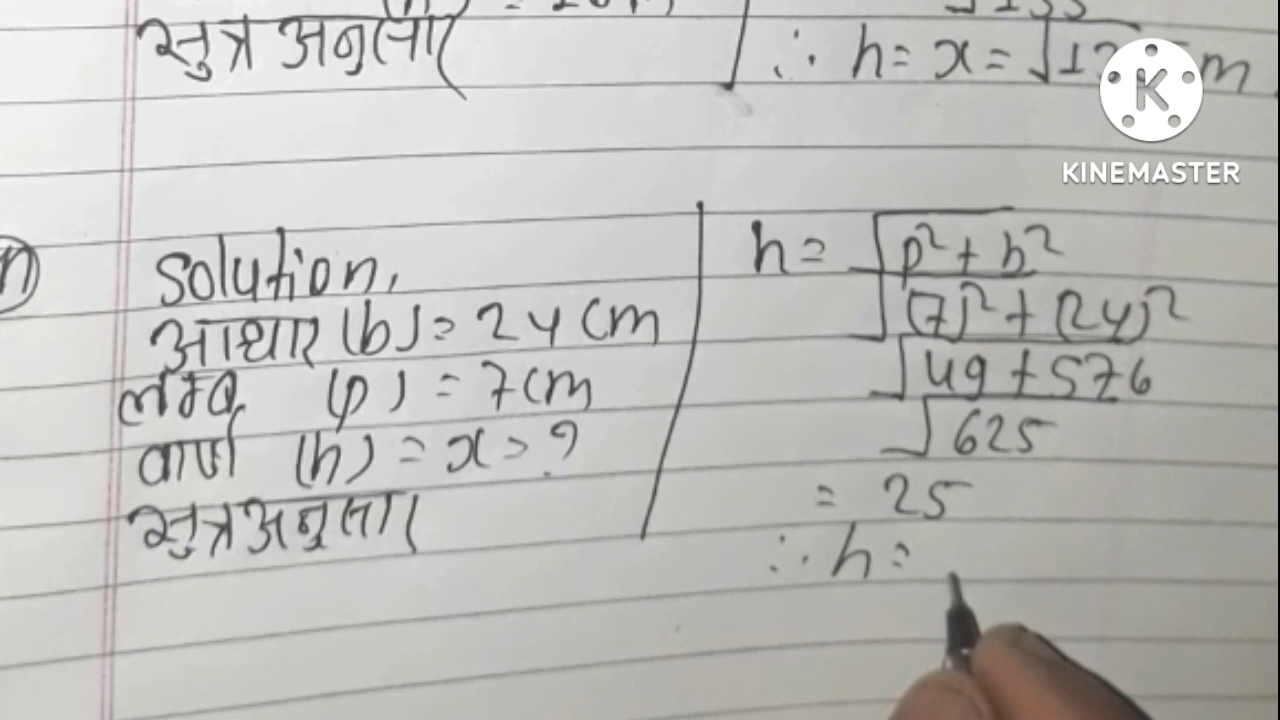 सुत्र अनुसार
∴ h = x = √12 m
KINEMASTER
n
Solution,
आधार (b) = 24 cm
लम्ब (p) = 7 cm
कर्ण (h) = x = ?
सुत्र अनुसार
h = √p² + b²
√(7)² + (24)²
√49 + 576
√625
= 25
∴ h =